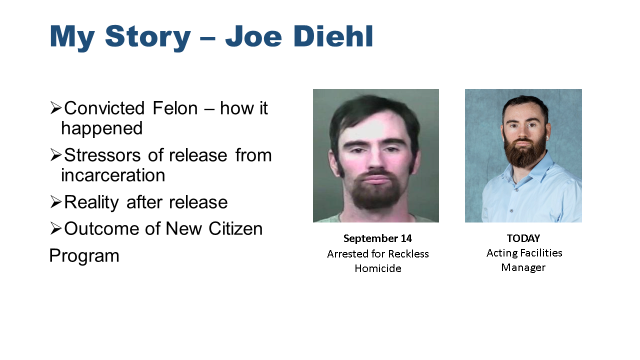 My Story – Joe Diehl
➢Convicted Felon – how it
happened
➢Stressors of release from
incarceration
➢Reality after release
➢Outcome of New Citizen
Program
September 14
Arrested for Reckless
Homicide
TODAY
Acting Facilities
Manager